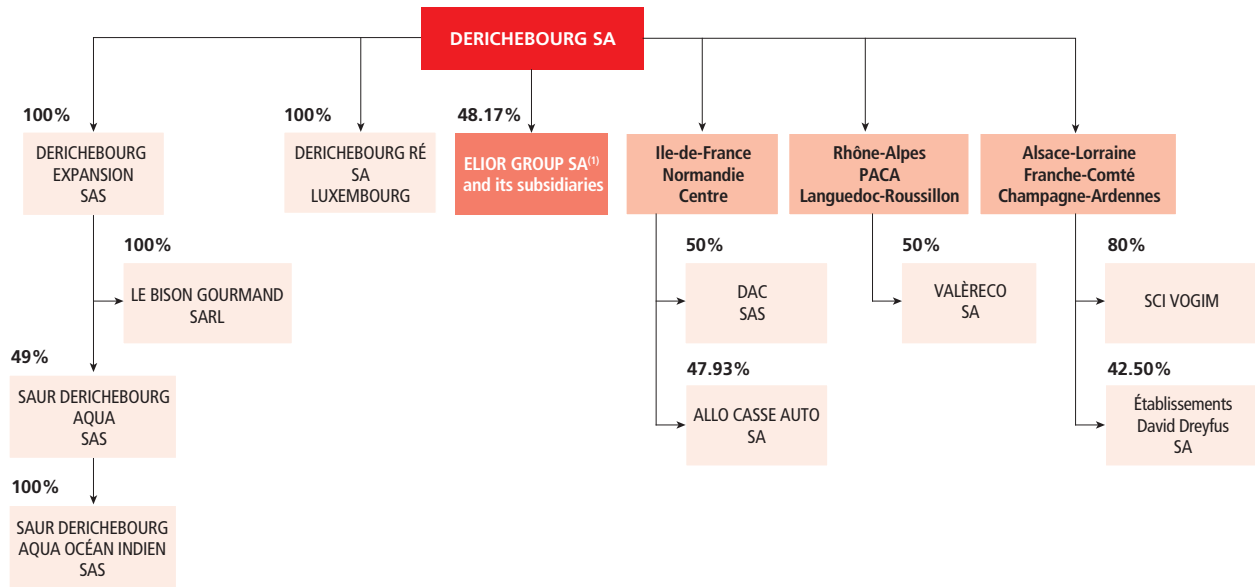 DERICHEBOURG SA
100%
DERICHEBOURG
EXPANSION
SAS
100%
DERICHEBOURG RÉ
SA
LUXEMBOURG
48.17%
ELIOR GROUP SA(1)
and its subsidiaries
Ile-de-France
Normandie
Centre
Rhône-Alpes
PACA
Languedoc-Roussillon
Alsace-Lorraine
Franche-Comté
Champagne-Ardennes
100%
LE BISON GOURMAND
SARL
50%
DAC
SAS
50%
VALÈRECO
SA
80%
SCI VOGIM
49%
SAUR DERICHEBOURG
AQUA
SAS
47.93%
ALLO CASSE AUTO
SA
42.50%
Établissements
David Dreyfus
SA
100%
SAUR DERICHEBOURG
AQUA OCÉAN INDIEN
SAS